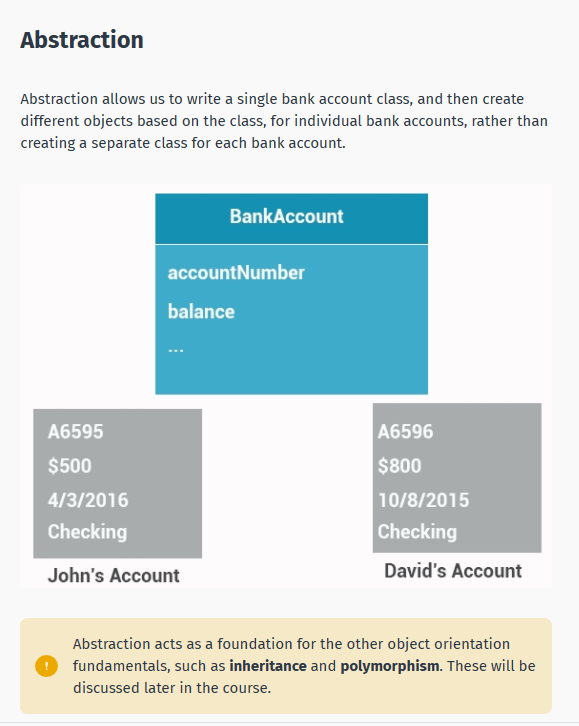 Abstraction
Abstraction allows us to write a single bank account class, and then create
different objects based on the class, for individual bank accounts, rather than
creating a separate class for each bank account.
BankAccount
accountNumber
balance
...
A6595
$500
4/3/2016
Checking
John's Account
A6596
$800
10/8/2015
Checking
David's Account
!
Abstraction acts as a foundation for the other object orientation
fundamentals, such as inheritance and polymorphism. These will be
discussed later in the course.